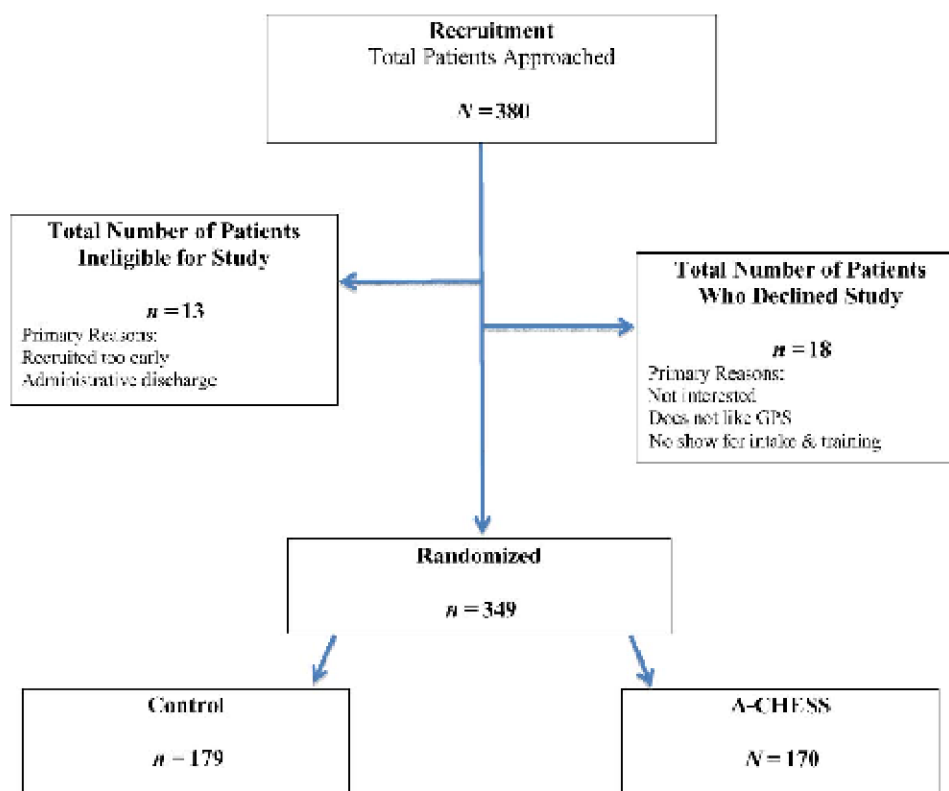 Recruitment
Total Patients Approached
N = 380
Total Number of Patients
Ineligible for Study
n = 13
Primary Reasons:
Recruited too early
Administrative discharge
Total Number of Patients
Who Declined Study
n = 18
Primary Reasons:
Not interested
Does not like GPS
No show for intake & training
Randomized
n = 349
Control
n = 179
A-CHESS
N = 170